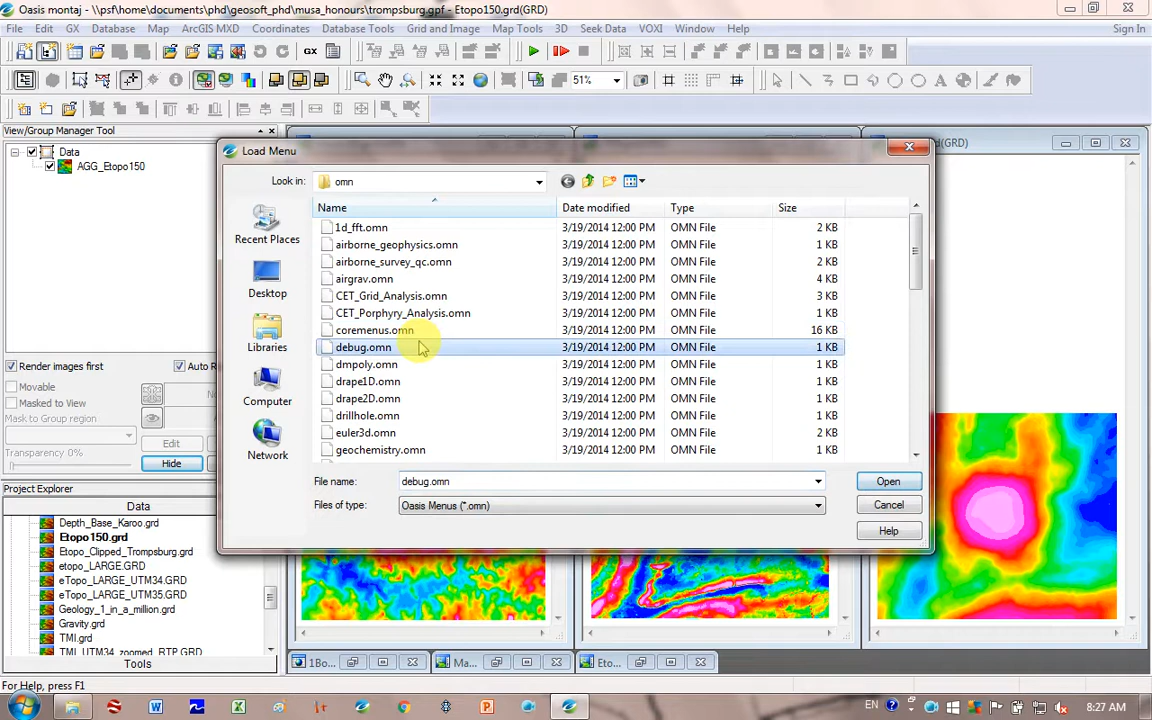 Oasis montaj - \\psf\home\documents\phd\geosoft_phd\musa_honours\trompsburg.gpf - Etopo150.grd(GRD)
File Edit GX Database Map ArcGIS MXD Coordinates Database Tools Grid and Image Map Tools 3D Seek Data VOXI Window Help Sign In
GX
51%
View/Group Manager Tool
(GRD)
Data
AGG_Etopo150
Load Menu
Look in: omn
Name Date modified Type Size
1d_fft.omn 3/19/2014 12:00 PM OMN File 2 KB
airborne_geophysics.omn 3/19/2014 12:00 PM OMN File 1 KB
airborne_survey_qc.omn 3/19/2014 12:00 PM OMN File 2 KB
airgrav.omn 3/19/2014 12:00 PM OMN File 4 KB
CET_Grid_Analysis.omn 3/19/2014 12:00 PM OMN File 3 KB
CET_Porphyry_Analysis.omn 3/19/2014 12:00 PM OMN File 1 KB
coremenus.omn 3/19/2014 12:00 PM OMN File 16 KB
debug.omn 3/19/2014 12:00 PM OMN File 1 KB
dmpoly.omn 3/19/2014 12:00 PM OMN File 1 KB
drape1D.omn 3/19/2014 12:00 PM OMN File 1 KB
drape2D.omn 3/19/2014 12:00 PM OMN File 1 KB
drillhole.omn 3/19/2014 12:00 PM OMN File 1 KB
euler3d.omn 3/19/2014 12:00 PM OMN File 2 KB
geochemistry.omn 3/19/2014 12:00 PM OMN File 1 KB
Recent Places
Desktop
Libraries
Computer
Network
File name: debug.omn Open
Files of type: Oasis Menus (*.omn) Cancel
Help
Render images first Auto R
Movable
Masked to View
Mask to Group region
Edit
Transparency 0%
Hide
Project Explorer
Data
Depth_Base_Karoo.grd
Etopo150.grd
Etopo_Clipped_Trompsburg.grd
etopo_LARGE.GRD
eTopo_LARGE_UTM34.GRD
eTopo_LARGE_UTM35.GRD
Geology_1_in_a_million.grd
Gravity.grd
TMI.grd
TMI_UTM34_zoomed_RTP.GRD
Tools
1Bo... Ma... Eto...
For Help, press F1
EN 8:27 AM